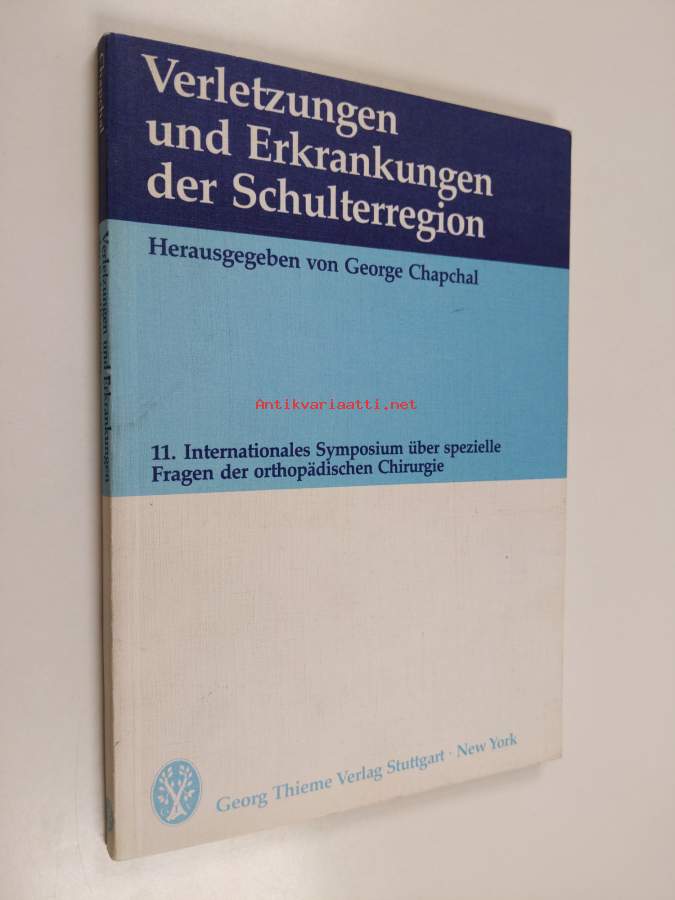 Verletzungen
und Erkrankungen
der Schulterregion
Herausgegeben von George Chapchal
Antikvariaatti.net
11. Internationales Symposium über spezielle
Fragen der orthopädischen Chirurgie
Georg Thieme Verlag Stuttgart · New York
Chapchal
Verletzungen und Erkrankungen